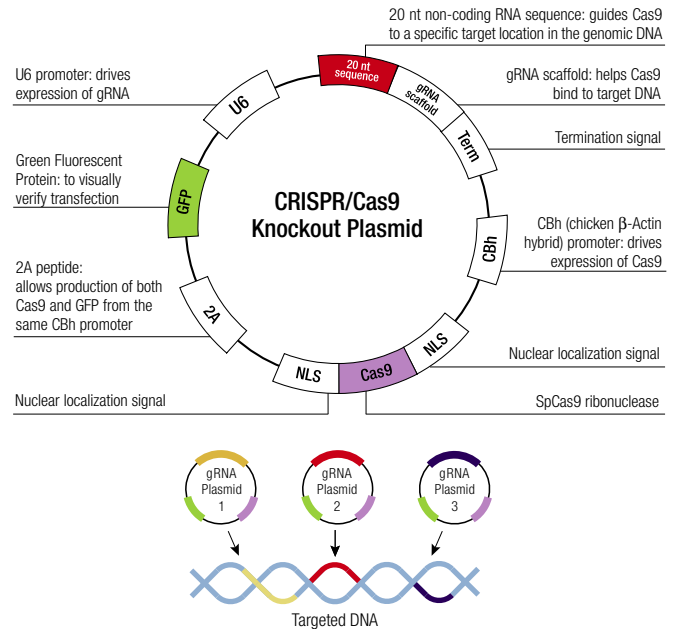 20 nt non-coding RNA sequence: guides Cas9
to a specific target location in the genomic DNA
U6 promoter: drives
expression of gRNA
gRNA scaffold: helps Cas9
bind to target DNA
Termination signal
Green Fluorescent
Protein: to visually
verify transfection
CBh (chicken β-Actin
hybrid) promoter: drives
expression of Cas9
2A peptide:
allows production of both
Cas9 and GFP from the
same CBh promoter
Nuclear localization signal
Nuclear localization signal
SpCas9 ribonuclease
20 nt
sequence
gRNA
scaffold
Term
CBh
NLS
Cas9
NLS
2A
GFP
U6
CRISPR/Cas9
Knockout Plasmid
gRNA
Plasmid
1
gRNA
Plasmid
2
gRNA
Plasmid
3
Targeted DNA